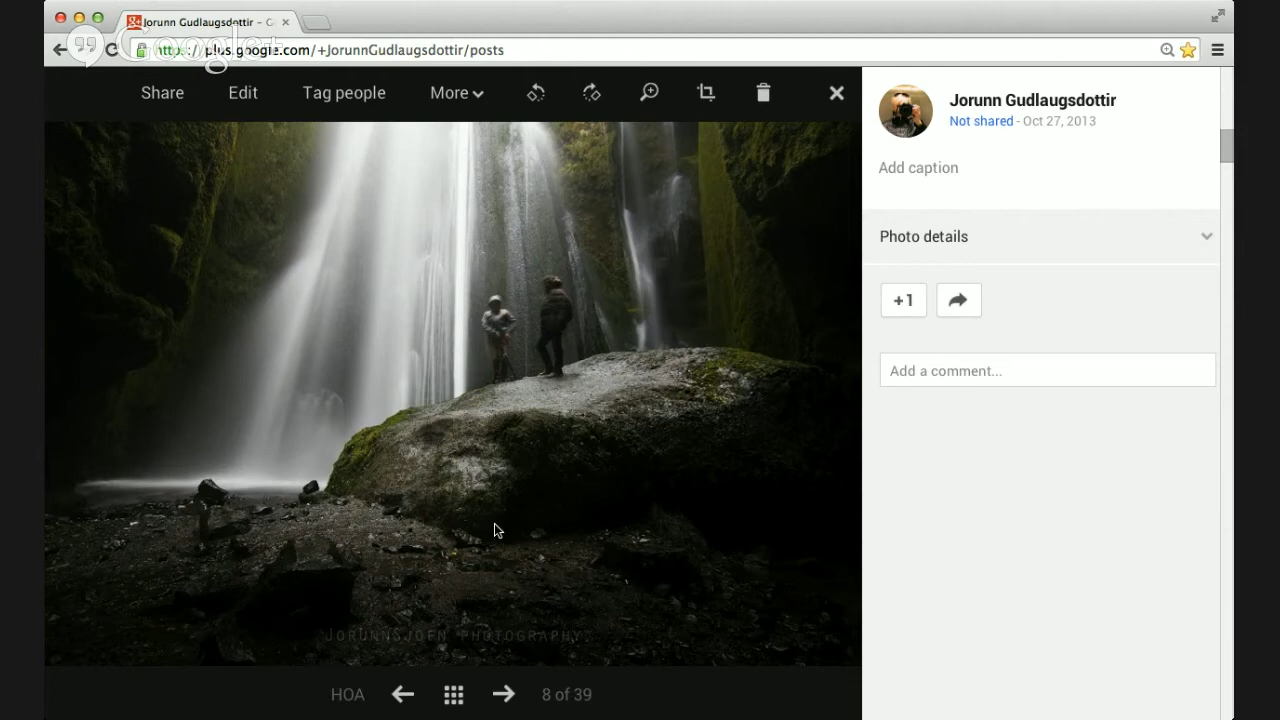 Jorunn Gudlaugsdottir – G
https://plus.google.com/+JorunnGudlaugsdottir/posts
Share
Edit
Tag people
More
Jorunn Gudlaugsdottir
Not shared - Oct 27, 2013
Add caption
Photo details
+1
Add a comment...
PHOTOGRAPHY
HOA
8 of 39